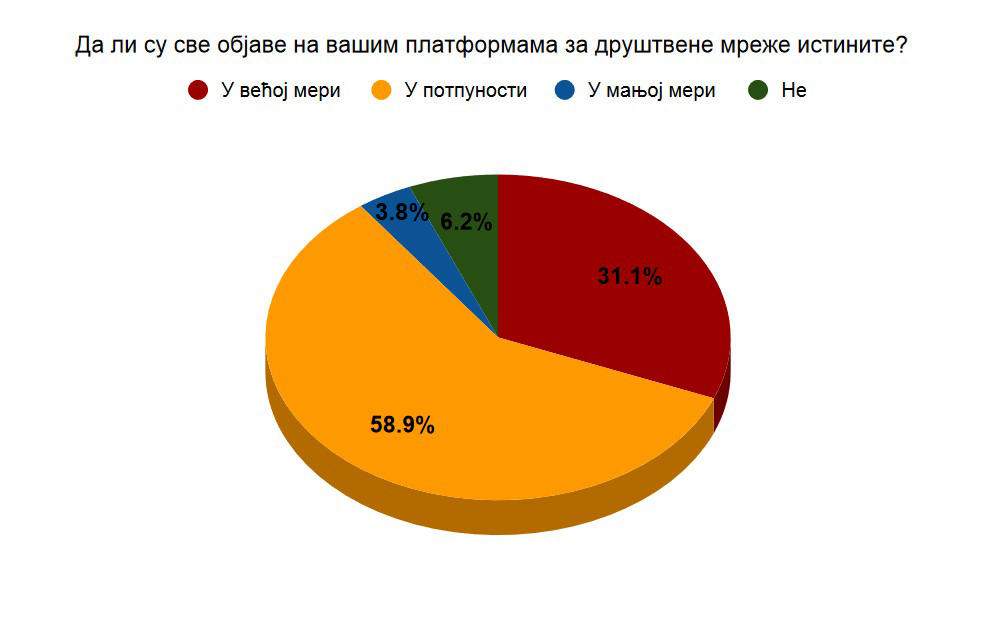 Да ли су све објаве на вашим платформама за друштвене мреже истините?
У већој мери У потпуности У мањој мери Не
3.8% 6.2%
31.1%
58.9%